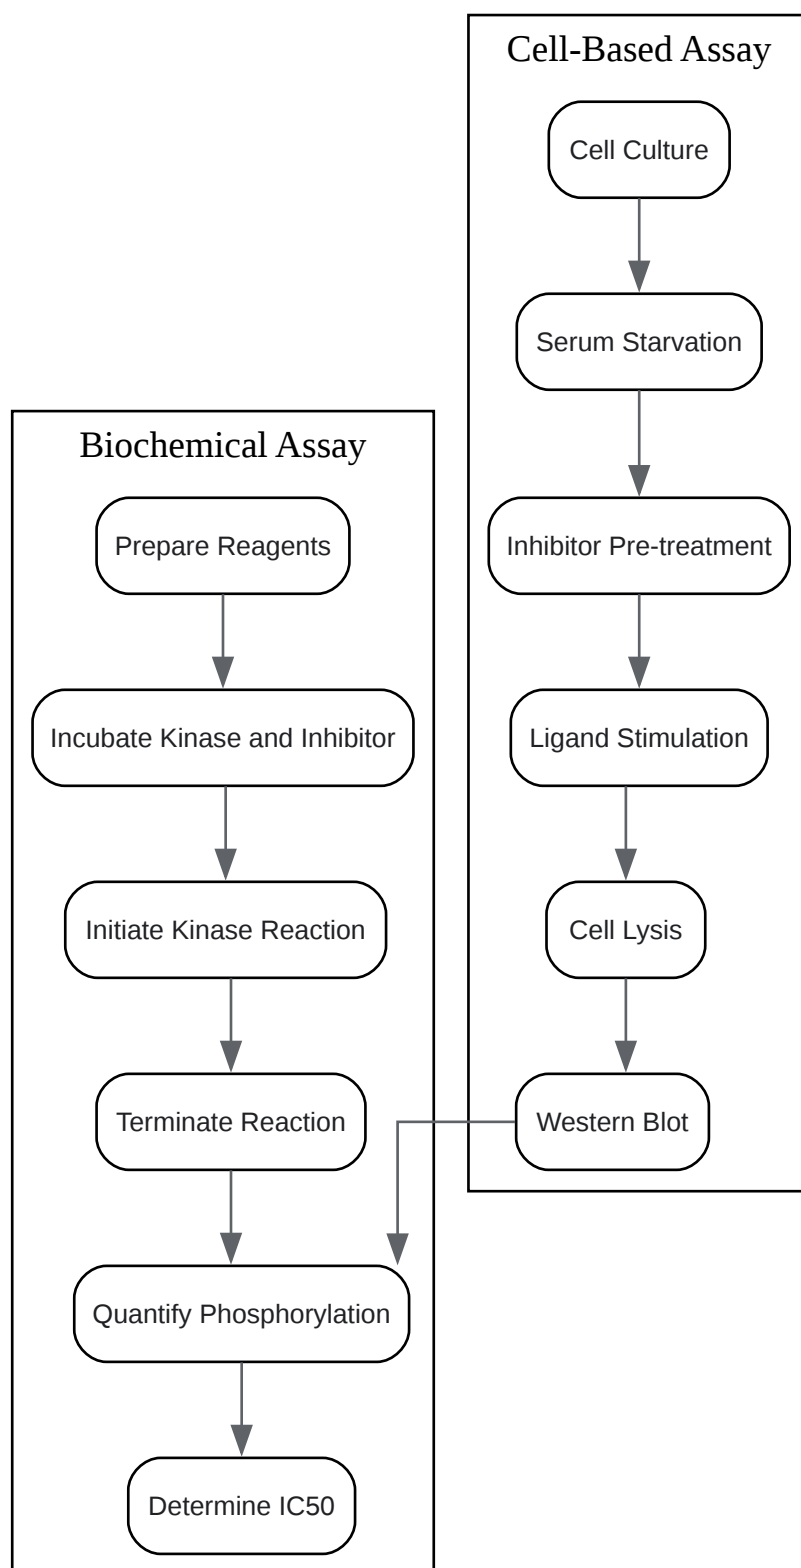 Cell-Based Assay
Cell Culture
Serum Starvation
Inhibitor Pre-treatment
Ligand Stimulation
Cell Lysis
Western Blot
Biochemical Assay
Prepare Reagents
Incubate Kinase and Inhibitor
Initiate Kinase Reaction
Terminate Reaction
Quantify Phosphorylation
Determine IC50